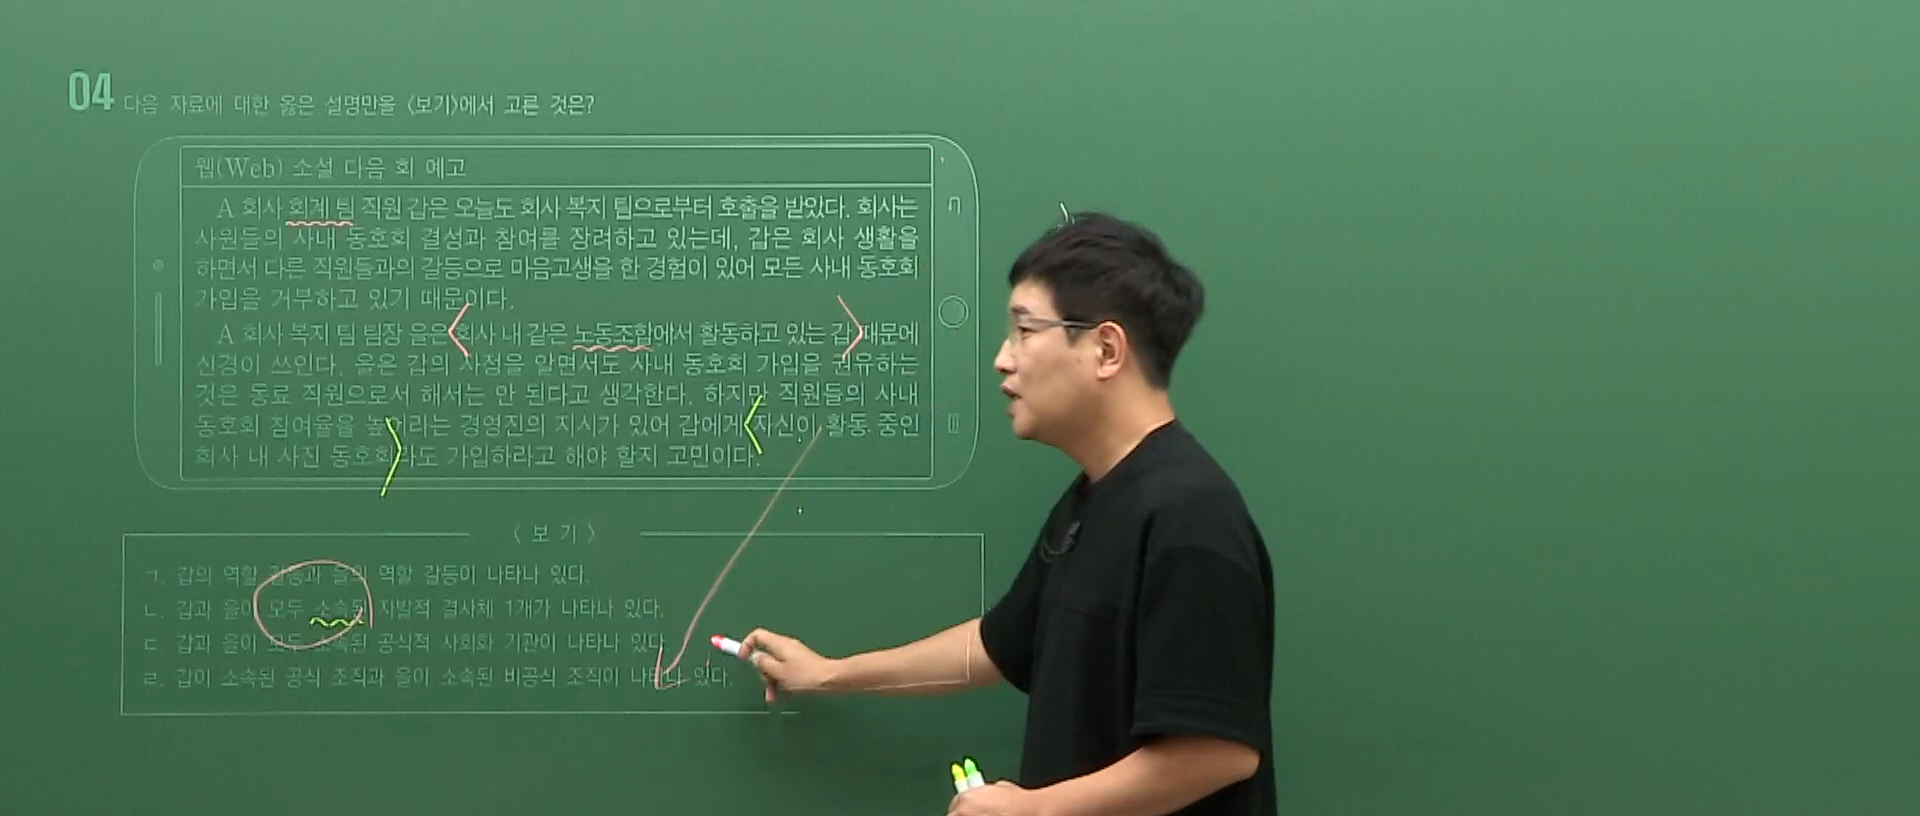 04 다음 자료에 대한 옳은 설명만을 <보기>에서 고른 것은?
웹(Web) 소설 다음 회 예고
A 회사 회계 팀 직원 갑은 오늘도 회사 복지 팀으로부터 호출을 받았다. 회사는
사원들의 사내 동호회 결성과 참여를 장려하고 있는데, 갑은 회사 생활을
하면서 다른 직원들과의 갈등으로 마음고생을 한 경험이 있어 모든 사내 동호회
가입을 거부하고 있기 때문이다.
A 회사 복지 팀 팀장 을은 회사 내 같은 노동조합에서 활동하고 있는 갑 때문에
신경이 쓰인다. 을은 갑의 사정을 알면서도 사내 동호회 가입을 권유하는
것은 동료 직원으로서 해서는 안 된다고 생각한다. 하지만 직원들의 사내
동호회 참여율을 높이라는 경영진의 지시가 있어 갑에게 자신이 활동 중인
회사 내 사진 동호회라도 가입하라고 해야 할지 고민이다.
<보기>
ㄱ. 갑의 역할 갈등과 을의 역할 갈등이 나타나 있다.
ㄴ. 갑과 을이 모두 소속된 자발적 결사체 1개가 나타나 있다.
ㄷ. 갑과 을이 모두 소속된 공식적 사회화 기관이 나타나 있다
ㄹ. 갑이 소속된 공식 조직과 을이 소속된 비공식 조직이 나타나 있다.